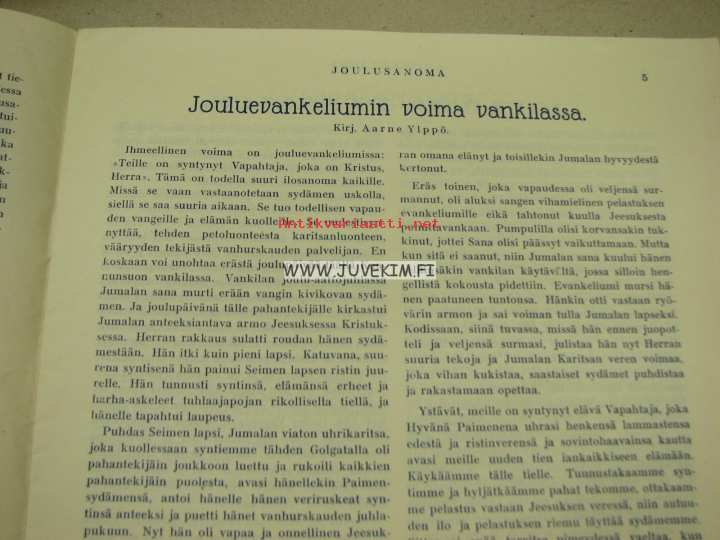 JOULUSANOMA
5
Jouluevankeliumin voima vankilassa.
Kirj. Aarne Ylppö.
Ihmeellinen voima on jouluevankeliumissa:
»Teille on syntynyt Vapahtaja, joka on Kristus,
Herra». Tämä on todella suuri ilosanoma kaikille.
Missä se vaan vastaanotetaan sydämen uskolla,
siellä se saa suuria aikaan. Se tuo todellisen vapau-
den vangeille ja elämän kuolleille. Se
nyttää, tehden petoluonteesta karitsanluonteen,
vääryyden tekijästä vanhurskauden palvelijan. En
koskaan voi unohtaa erästä
vankilassa. Vankilan joulu-aattojuhlassa
Jumalan sana murti erään vangin kivikovan sydä-
men. Ja joulupäivänä tälle pahantekijälle kirkastui
Jumalan anteeksiantava armo Jeesuksessa Kristuk-
sessa. Herran rakkaus sulatti roudan hänen sydä-
mestään. Hän itki kuin pieni lapsi. Katuvana, suu-
rena syntisenä hän painui Seimen lapsen ristin juu-
relle. Hän tunnusti syntinsä, elämänsä erheet ja
harha-askeleet tuhlaajapojan rikollisella tiellä, ja
hänelle tapahtui laupeus.
Puhdas Seimen lapsi, Jumalan viaton uhrikaritsa,
joka kuollessaan syntiemme tähden Golgatalla oli
pahantekijäin joukkoon luettu ja rukoili kaikkien
pahantekijäin puolesta, avasi hänellekin Paimen-
sydämensä, antoi hänelle hänen veriruskeat syn-
tinsä anteeksi ja puetti hänet vanhurskauden juhla-
pukuun. Nyt hän oli vapaa ja onnellinen Jeesuk-
ran omana elänyt ja toisillekin Jumalan hyvyydestä
kertonut.
Eräs toinen, joka vapaudessa oli veljensä sur-
mannut, oli aluksi sangen vihamielinen pelastuksen
evankeliumille eikä tahtonut kuulla Jeesuksesta
Pumpulilla olisi korvansakin tuk-
kinut, jottei Sana olisi päässyt vaikuttamaan. Mutta
kun sitä ei saanut, niin Jumalan sana kuului hänen
vankilan käytävältä, jossa silloin hen-
gellistä kokousta pidettiin. Evankeliumi mursi hä-
nen paatuneen tuntonsa. Hänkin otti vastaan ryö-
värin armon ja sai voiman tulla Jumalan lapseksi.
Kodissaan, siinä tuvassa, missä hän ennen juopot-
teli ja veljensä surmasi, julistaa hän nyt Herran
suuria tekoja ja Jumalan Karitsan veren voimaa,
joka vihan kukistaa, saastaiset sydämet puhdistaa
ja rakastamaan opettaa.
Ystävät, meille on syntynyt elävä Vapahtaja, joka
Hyvänä Paimenena uhrasi henkensä lammastensa
edestä ja ristinverensä ja sovintohaavainsa kautta
avasi meille uuden tien iankaikkiseen elämään.
Käykäämme tälle tielle. Tunnustakaamme syn-
timme ja hyljätkäämme pahat tekomme, ottakaam-
me pelastus vastaan Jeesuksen veressä, niin autuu-
den ilo ja pelastuksen riemu täyttää sydämemme.
Antikvariaatti.net
WWW.JUVEKIM.FI